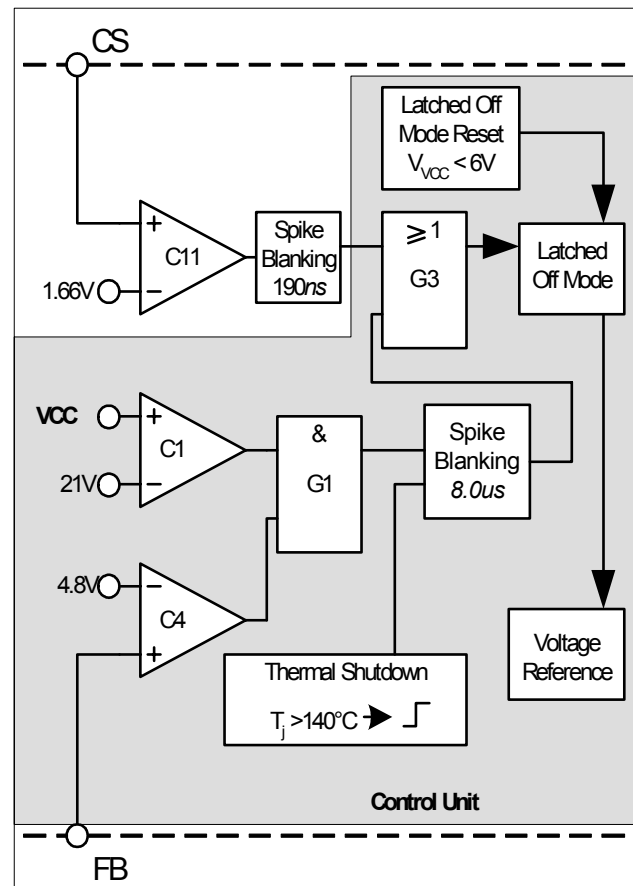 CS
Latched Off
Mode Reset
V_VCC < 6V
+
C11
−
1.66V
Spike
Blanking
190ns
≥ 1
G3
Latched
Off Mode
VCC
+
C1
−
21V
&
G1
Spike
Blanking
8.0us
4.8V
−
C4
+
Thermal Shutdown
T_j >140°C
Voltage
Reference
Control Unit
FB